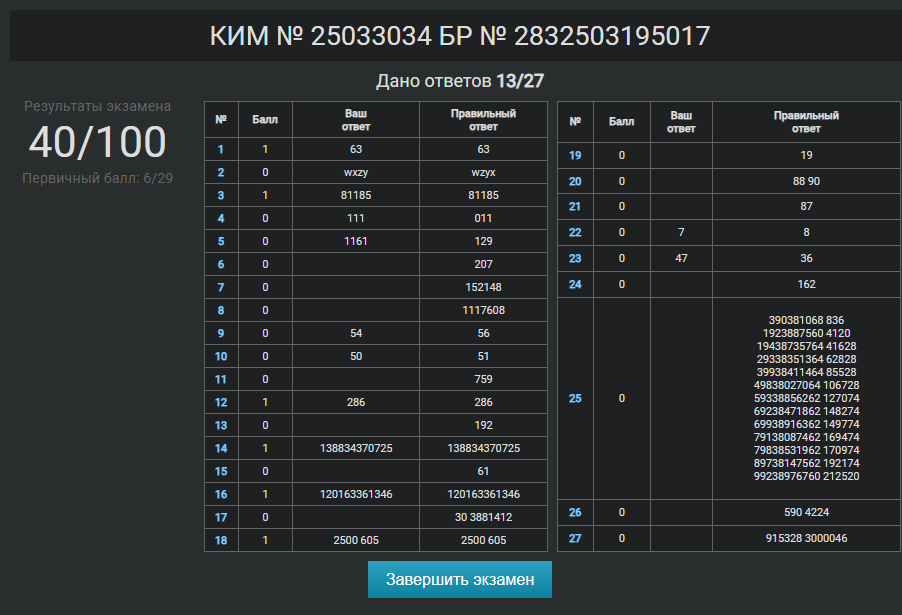 КИМ № 25033034 БР № 2832503195017
Дано ответов 13/27
Результаты экзамена
40/100
Первичный балл: 6/29
№ Балл Ваш ответ Правильный ответ
1 1 63 63
2 0 wxzy wzyx
3 1 81185 81185
4 0 111 011
5 0 1161 129
6 0 207
7 0 152148
8 0 1117608
9 0 54 56
10 0 50 51
11 0 759
12 1 286 286
13 0 192
14 1 138834370725 138834370725
15 0 61
16 1 120163361346 120163361346
17 0 30 3881412
18 1 2500 605 2500 605
№ Балл Ваш ответ Правильный ответ
19 0 19
20 0 88 90
21 0 87
22 0 7 8
23 0 47 36
24 0 162
25 0
390381068 836
1923887560 4120
19438735764 41628
29338351364 62828
39938411464 85528
49838027064 106728
59338856262 127074
69238471862 148274
69938916362 149774
79138087462 169474
79838531962 170974
89738147562 192174
99238976760 212520
26 0 590 4224
27 0 915328 3000046
Завершить экзамен